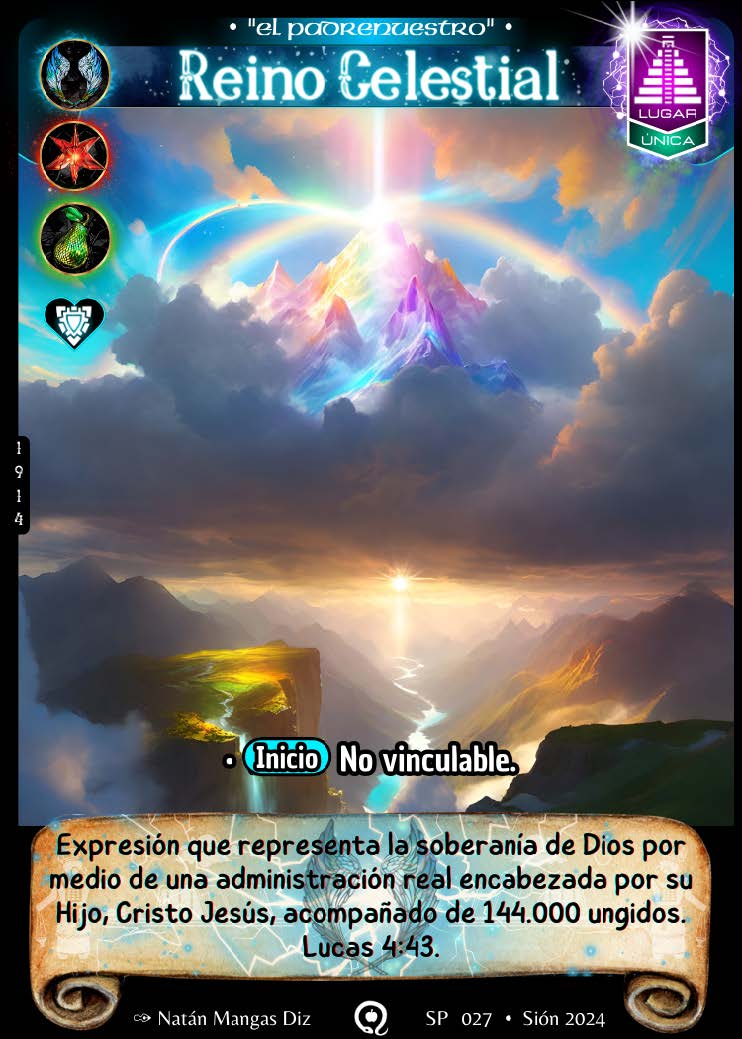 • "el padrenuestro" •
Reino Celestial
LUGAR
ÚNICA
1
9
1
4
• Inicio No vinculable.
Expresión que representa la soberanía de Dios por
medio de una administración real encabezada por su
Hijo, Cristo Jesús, acompañado de 144.000 ungidos.
Lucas 4:43.
Natán Mangas Diz SP 027 • Sión 2024